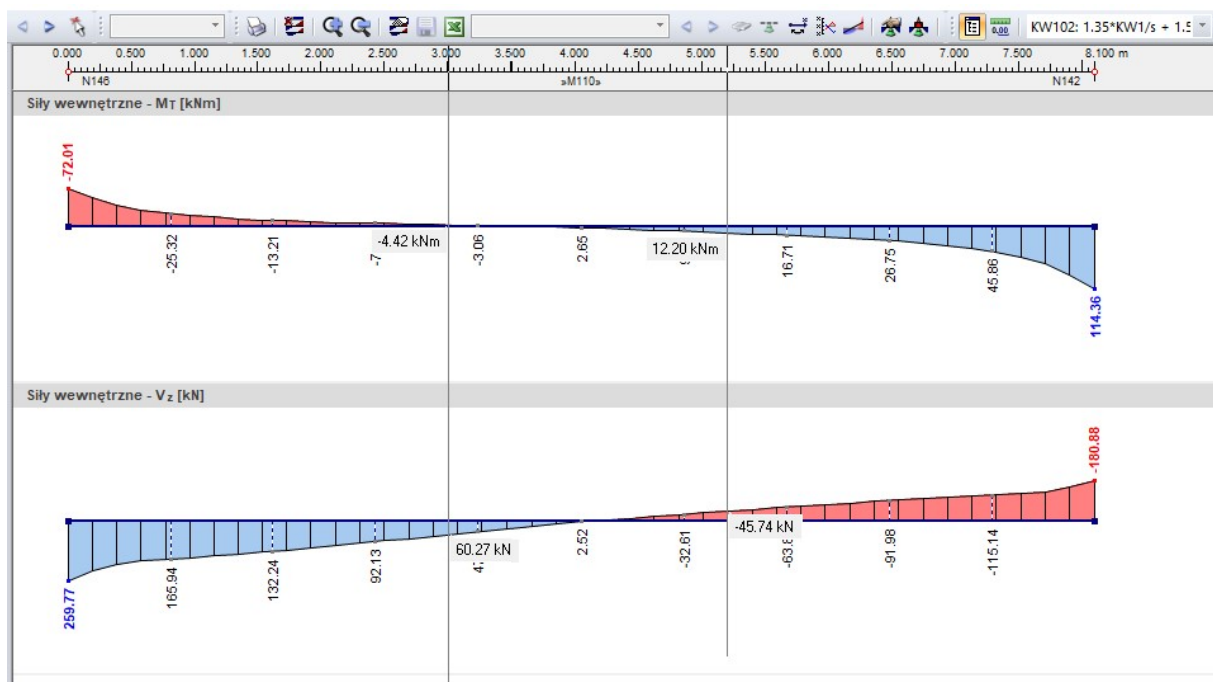 0,00
KW102: 1.35*KW1/s + 1.5
0.000 0.500 1.000 1.500 2.000 2.500 3.000 3.500 4.000 4.500 5.000 5.500 6.000 6.500 7.000 7.500 8.100 m
N146 »M110» N142
Siły wewnętrzne - MT [kNm]
-72.01
-25.32
-13.21
-7
-4.42 kNm
-3.06
2.65
12.20 kNm
16.71
26.75
45.86
114.36
Siły wewnętrzne - Vz [kN]
259.77
165.94
132.24
92.13
60.27 kN
2.52
-32.61
-45.74 kN
-91.98
-115.14
-180.88